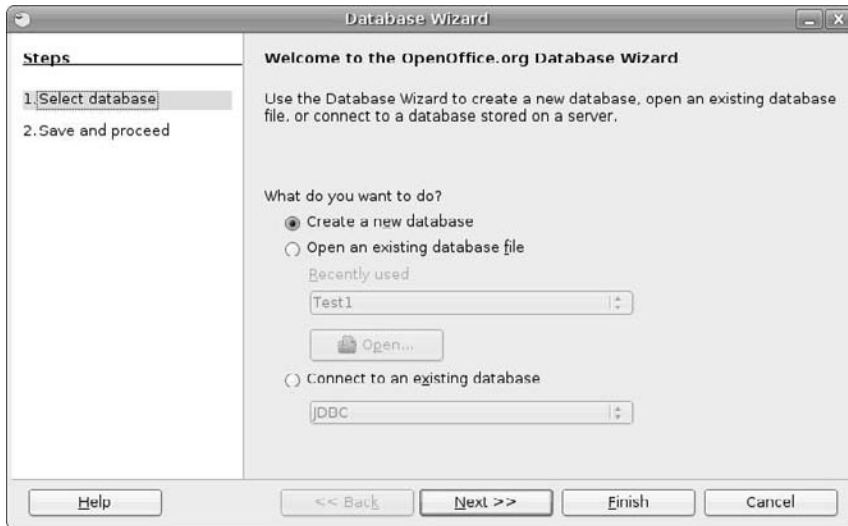 Database Wizard
Steps
1.Select database
2.Save and proceed
Welcome to the OpenOffice.org Database Wizard
Use the Database Wizard to create a new database, open an existing database
file, or connect to a database stored on a server.
What do you want to do?
Create a new database
Open an existing database file
Recently used
Test1
Open...
Connect to an existing database
JDBC
Help
<< Back
Next >>
Finish
Cancel